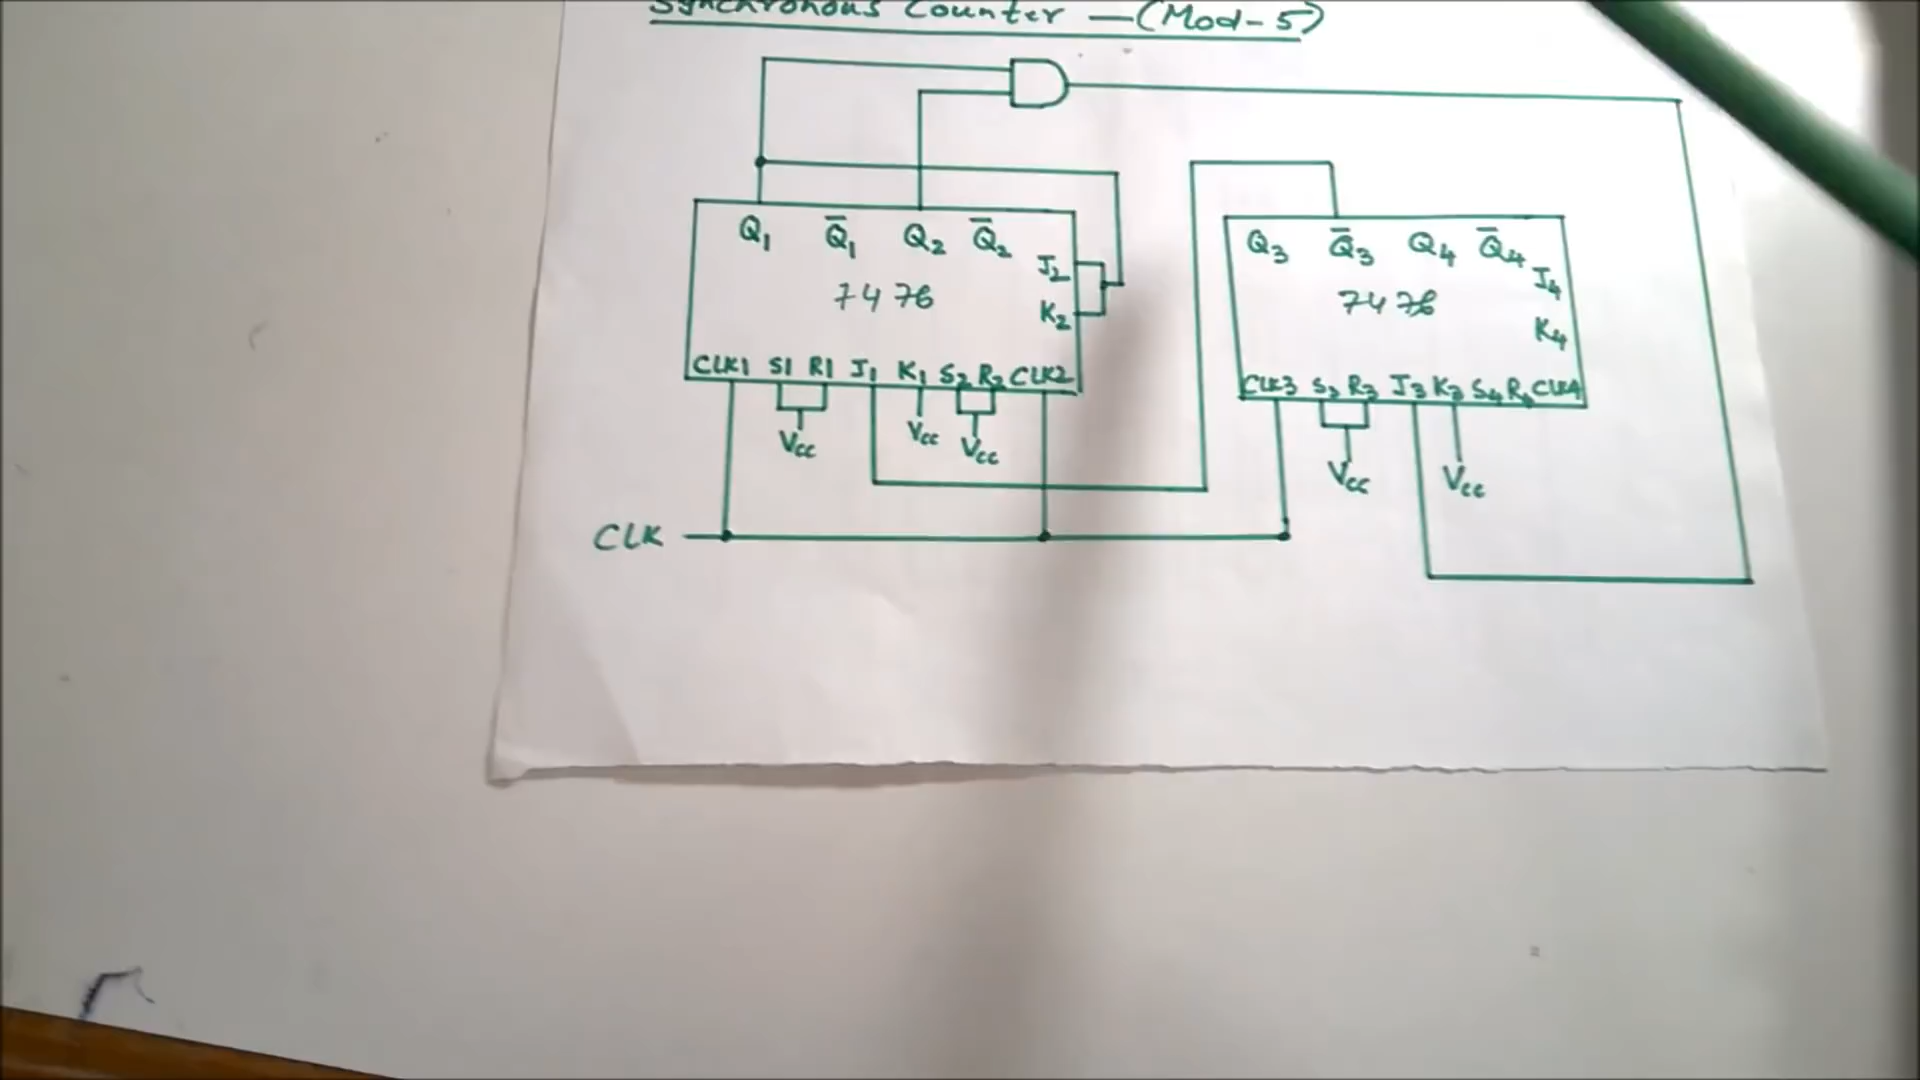 Synchronous Counter — (Mod-5)
Q1 Q̅1 Q2 Q̅2
J2
7476
K2
CLK1 S1 R1 J1 K1 S2 R2 CLK2
Vcc Vcc Vcc
Q3 Q̅3 Q4 Q̅4
J4
7476
K4
CLK3 S3 R3 J3 K3 S4 R4 CLK4
Vcc Vcc
CLK